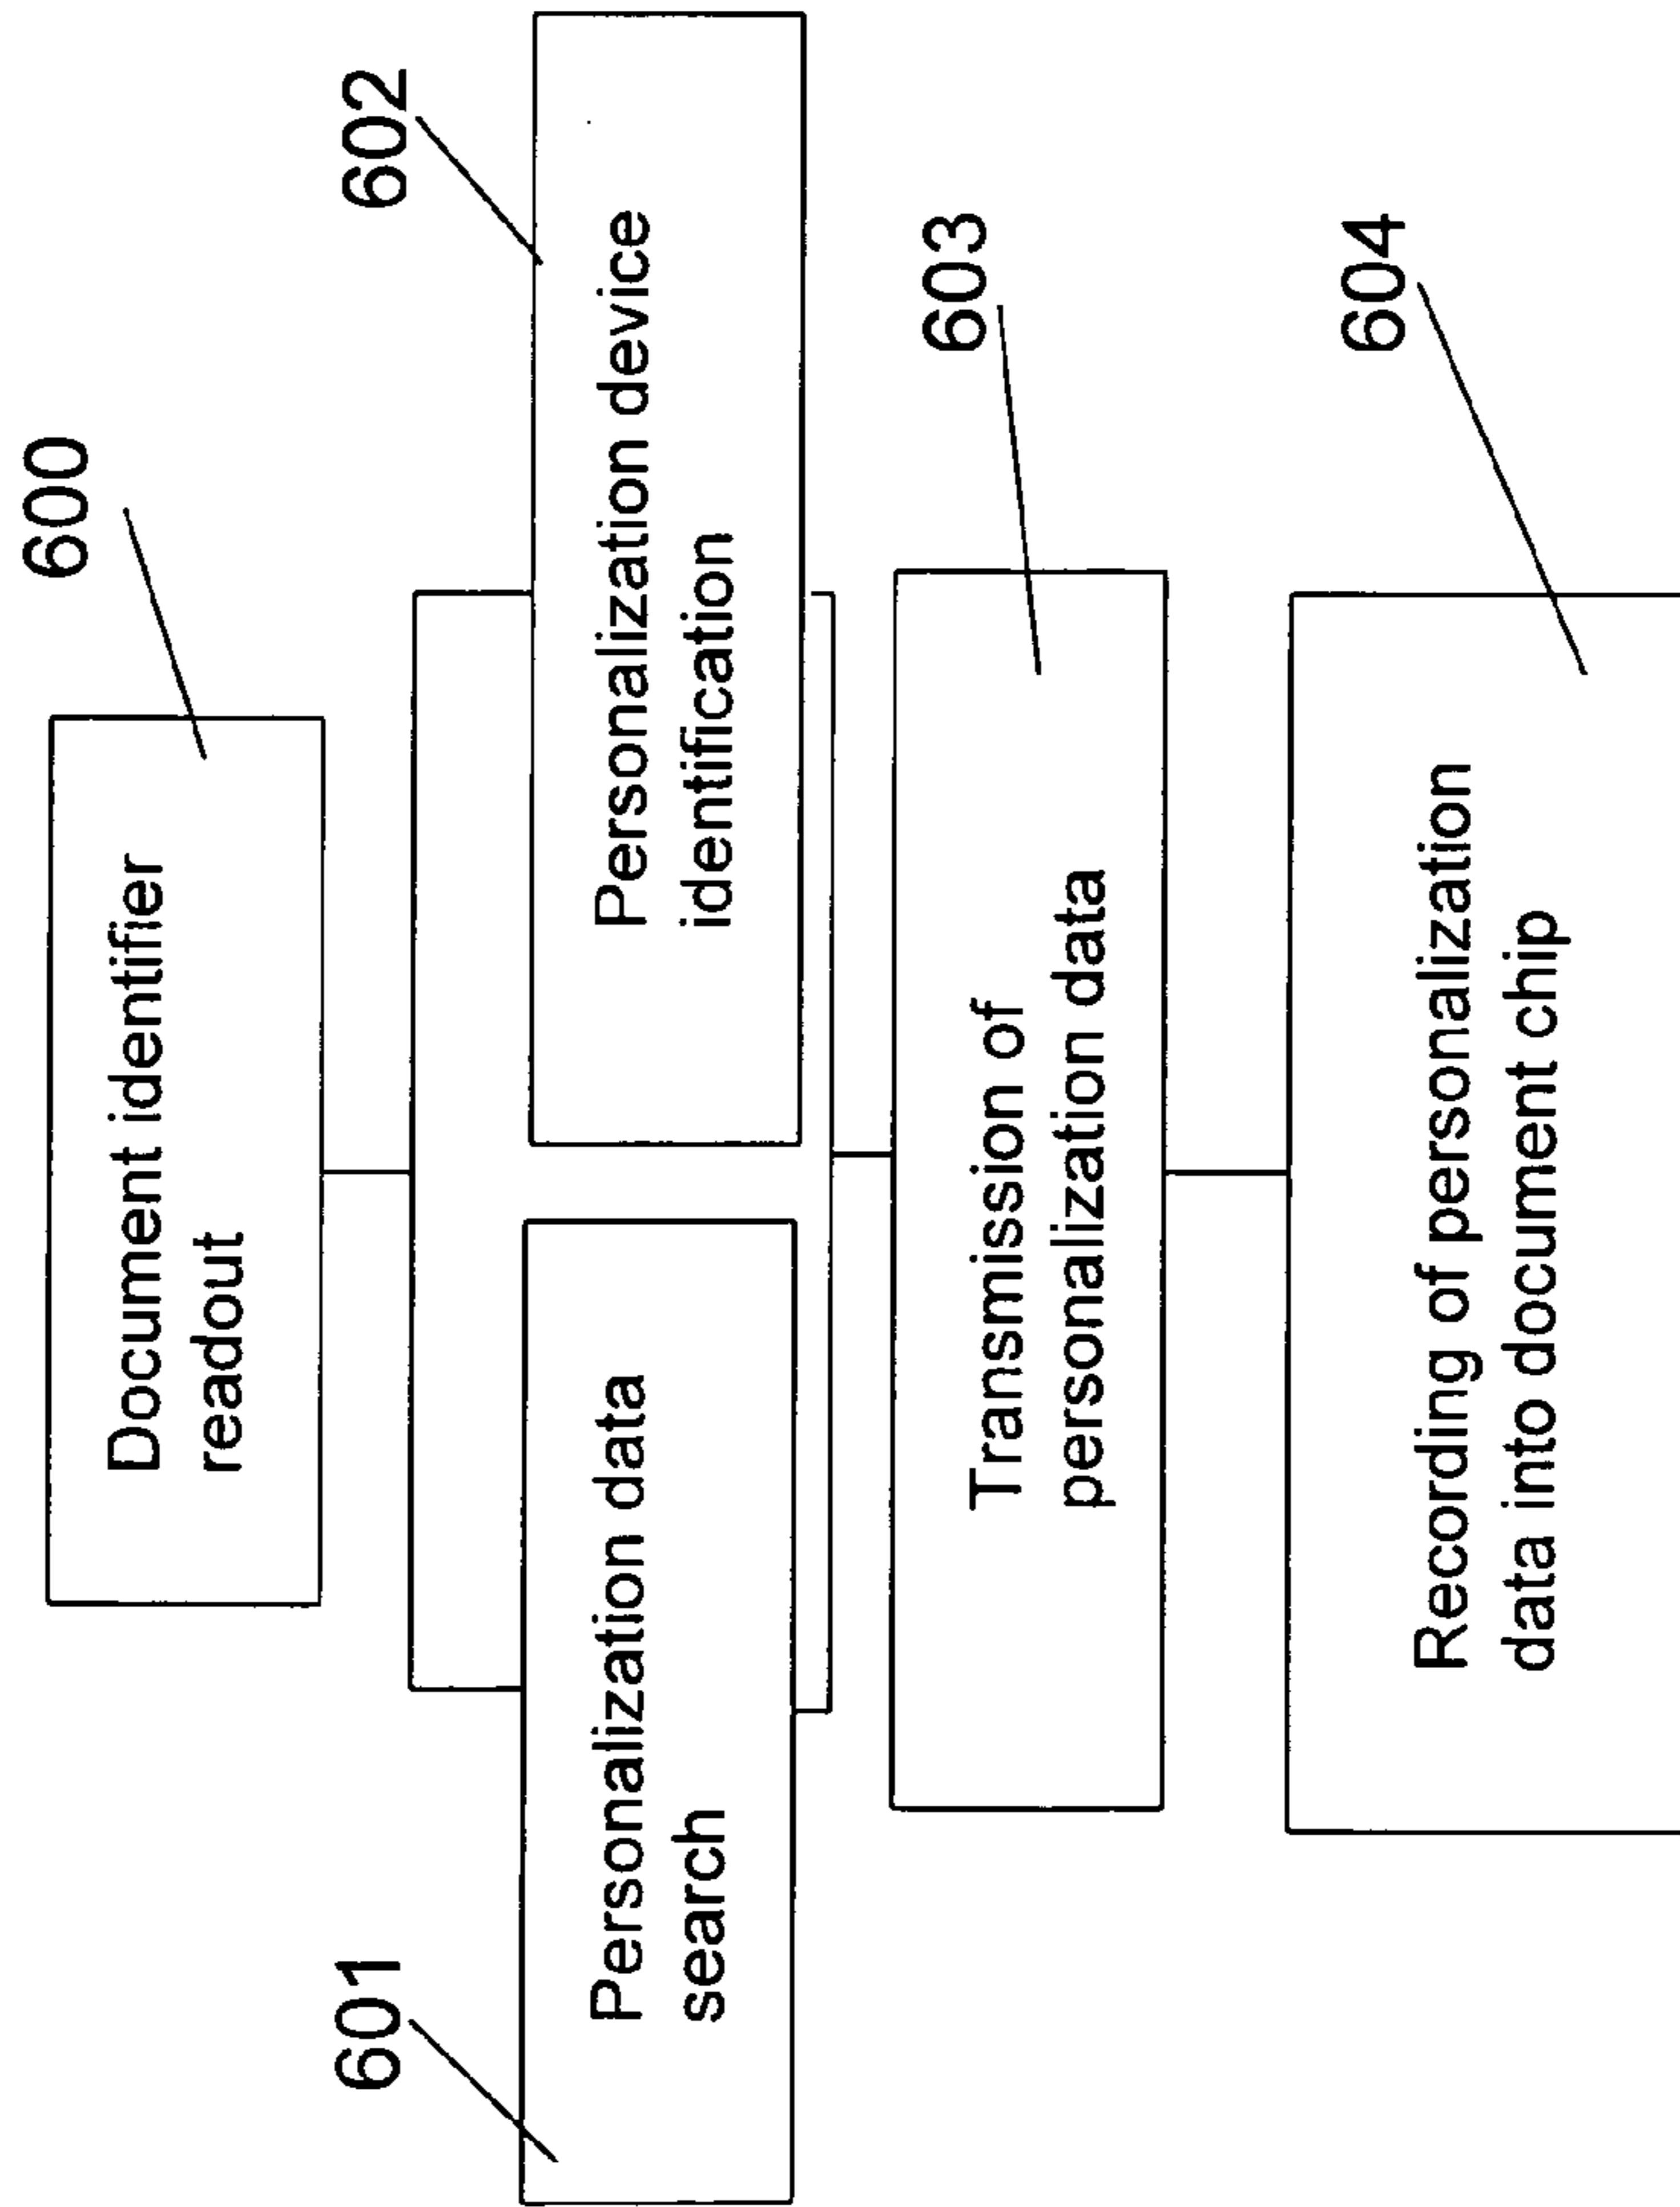 600
Document identifier
readout
601
602
Personalization data
search
Personalization device
identification
603
Transmission of
personalization data
604
Recording of personalization
data into document chip